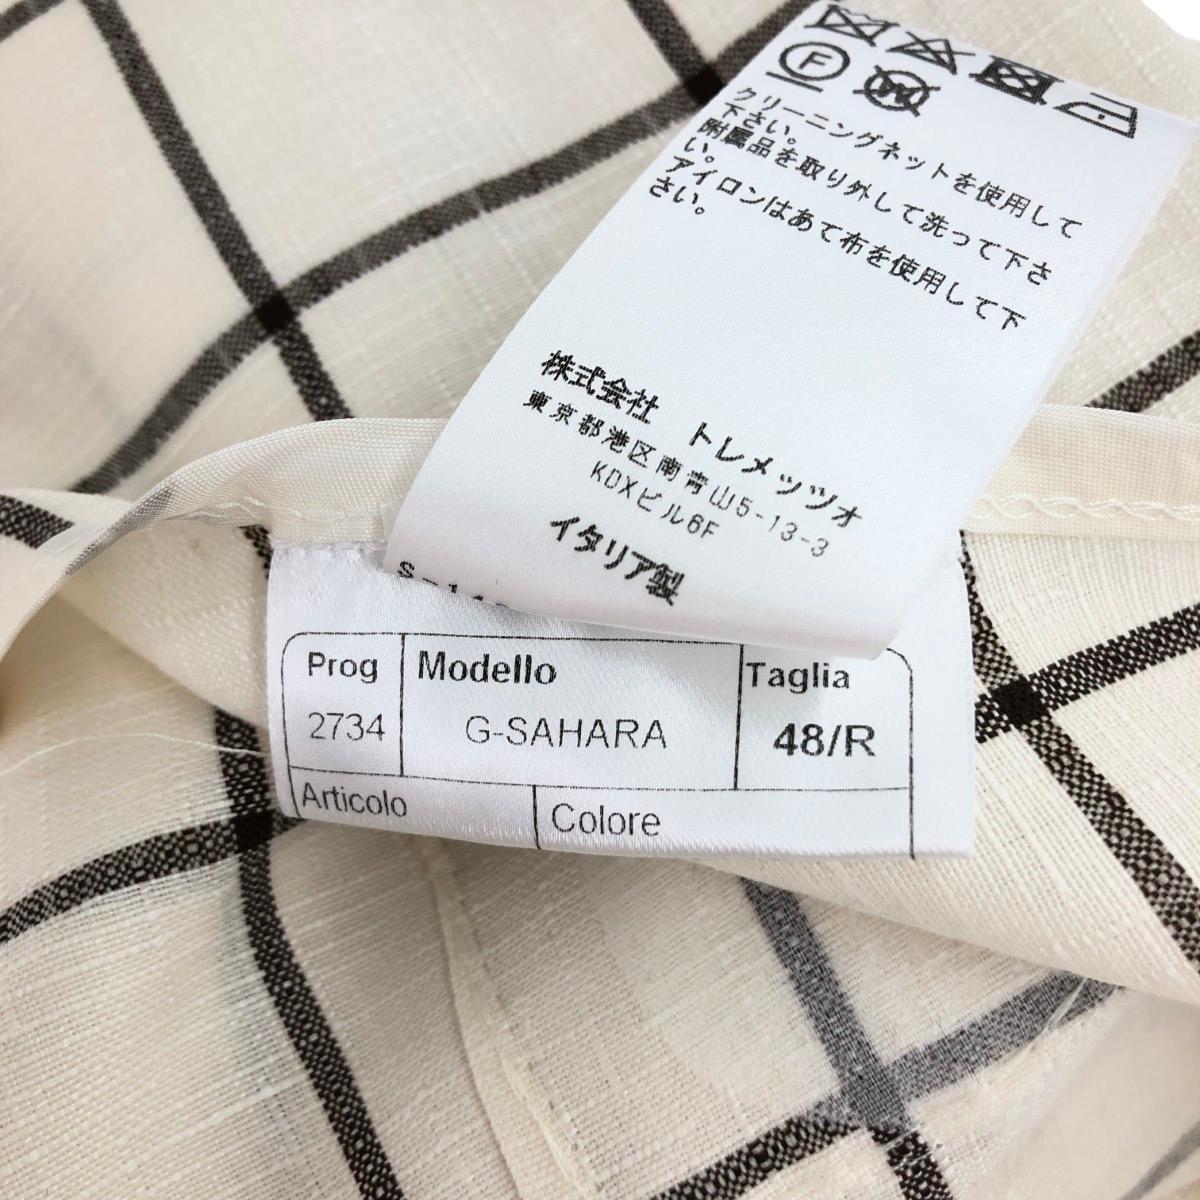 F
W
クリーニングネットを使用して
下さい。
附属品を取り外して洗って下さ
い。
アイロンはあて布を使用して下
さい。
株式会社 トレメッツォ
東京都港区南青山5-13-3
KDXビル6F
イタリア製
Prog
Modello
Taglia
2734
G-SAHARA
48/R
Articolo
Colore